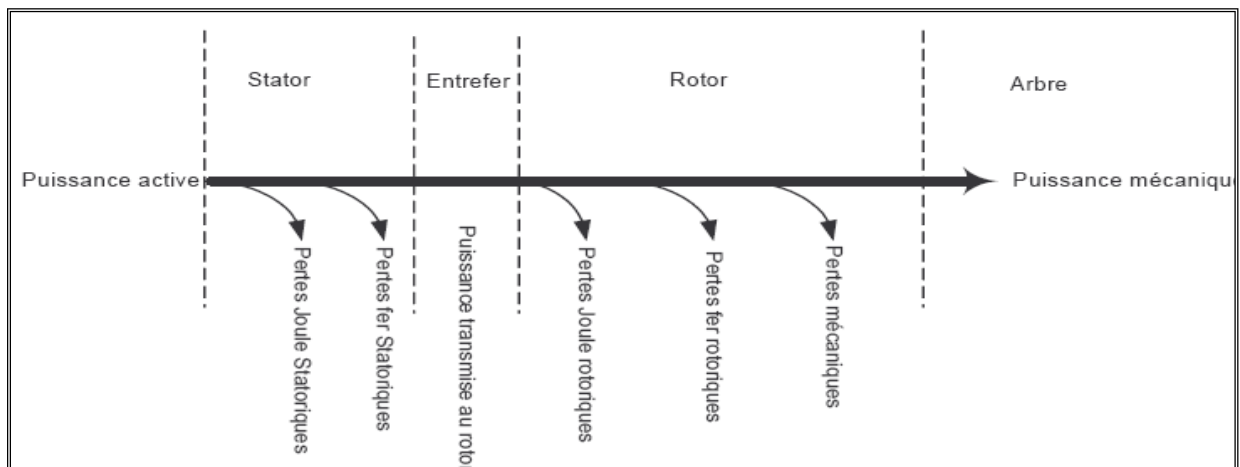 Stator
Entrefer
Rotor
Arbre
Puissance active
Puissance mécaniqu
Pertes Joule Statoriques
Pertes fer Statoriques
Puissance transmise au roto
Pertes Joule rotoriques
Pertes fer rotoriques
Pertes mécaniques